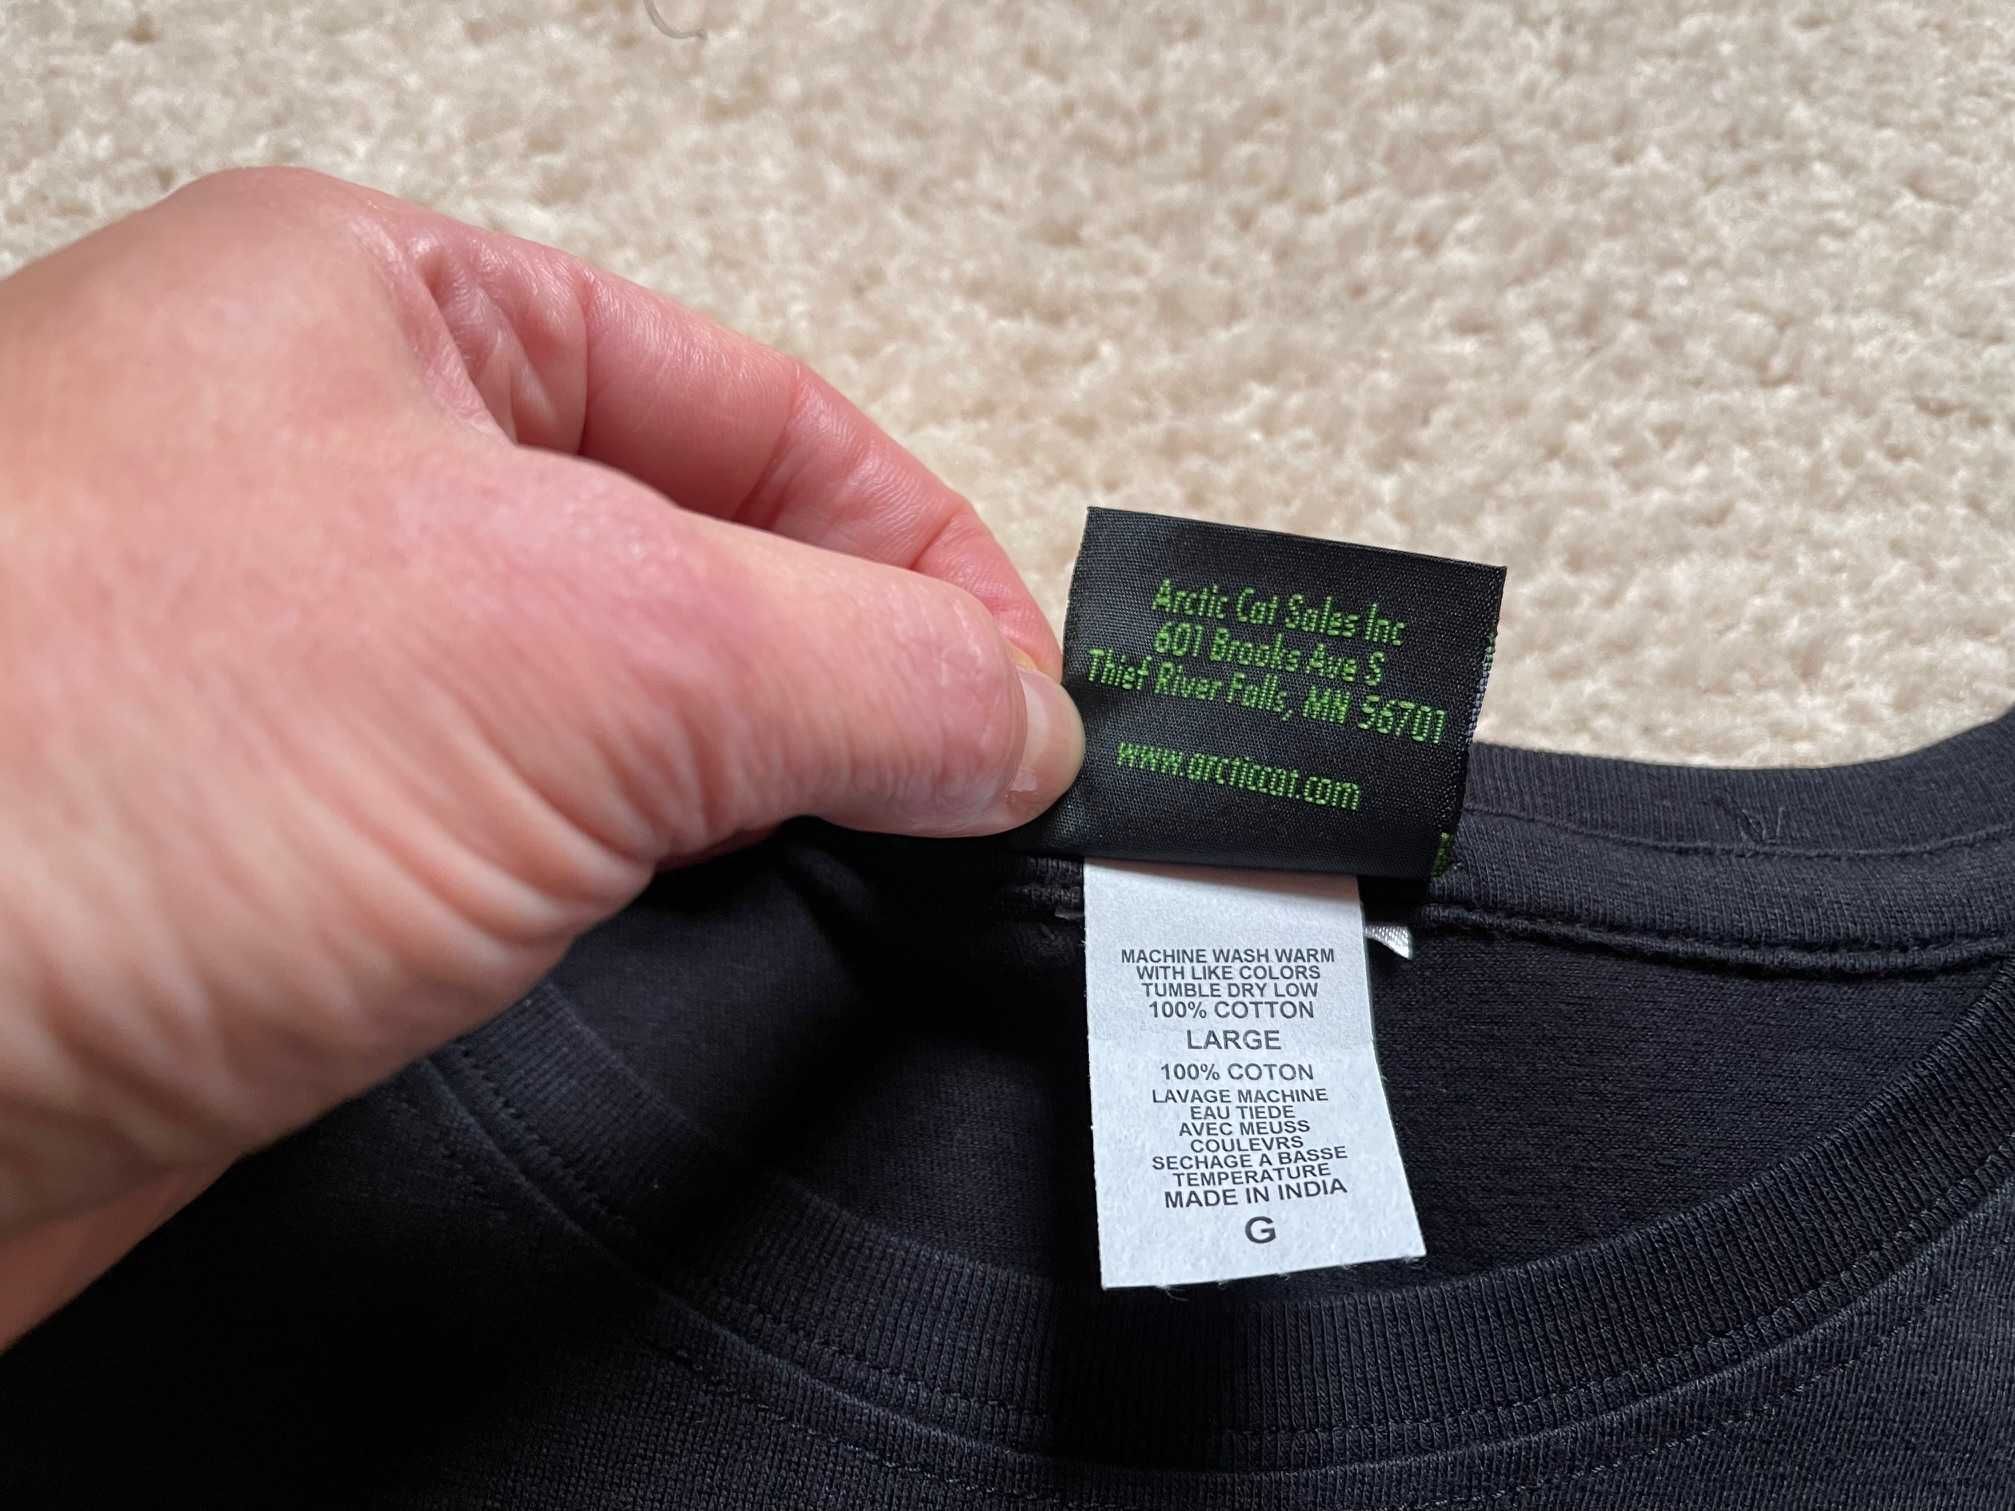 Arctic Cat Sales Inc
601 Brooks Ave S
Thief River Falls, MN 56701
www.arcticcat.com
MACHINE WASH WARM
WITH LIKE COLORS
TUMBLE DRY LOW
100% COTTON
LARGE
100% COTON
LAVAGE MACHINE
EAU TIEDE
AVEC MEUSS
COULEVRS
SECHAGE A BASSE
TEMPERATURE
MADE IN INDIA
G